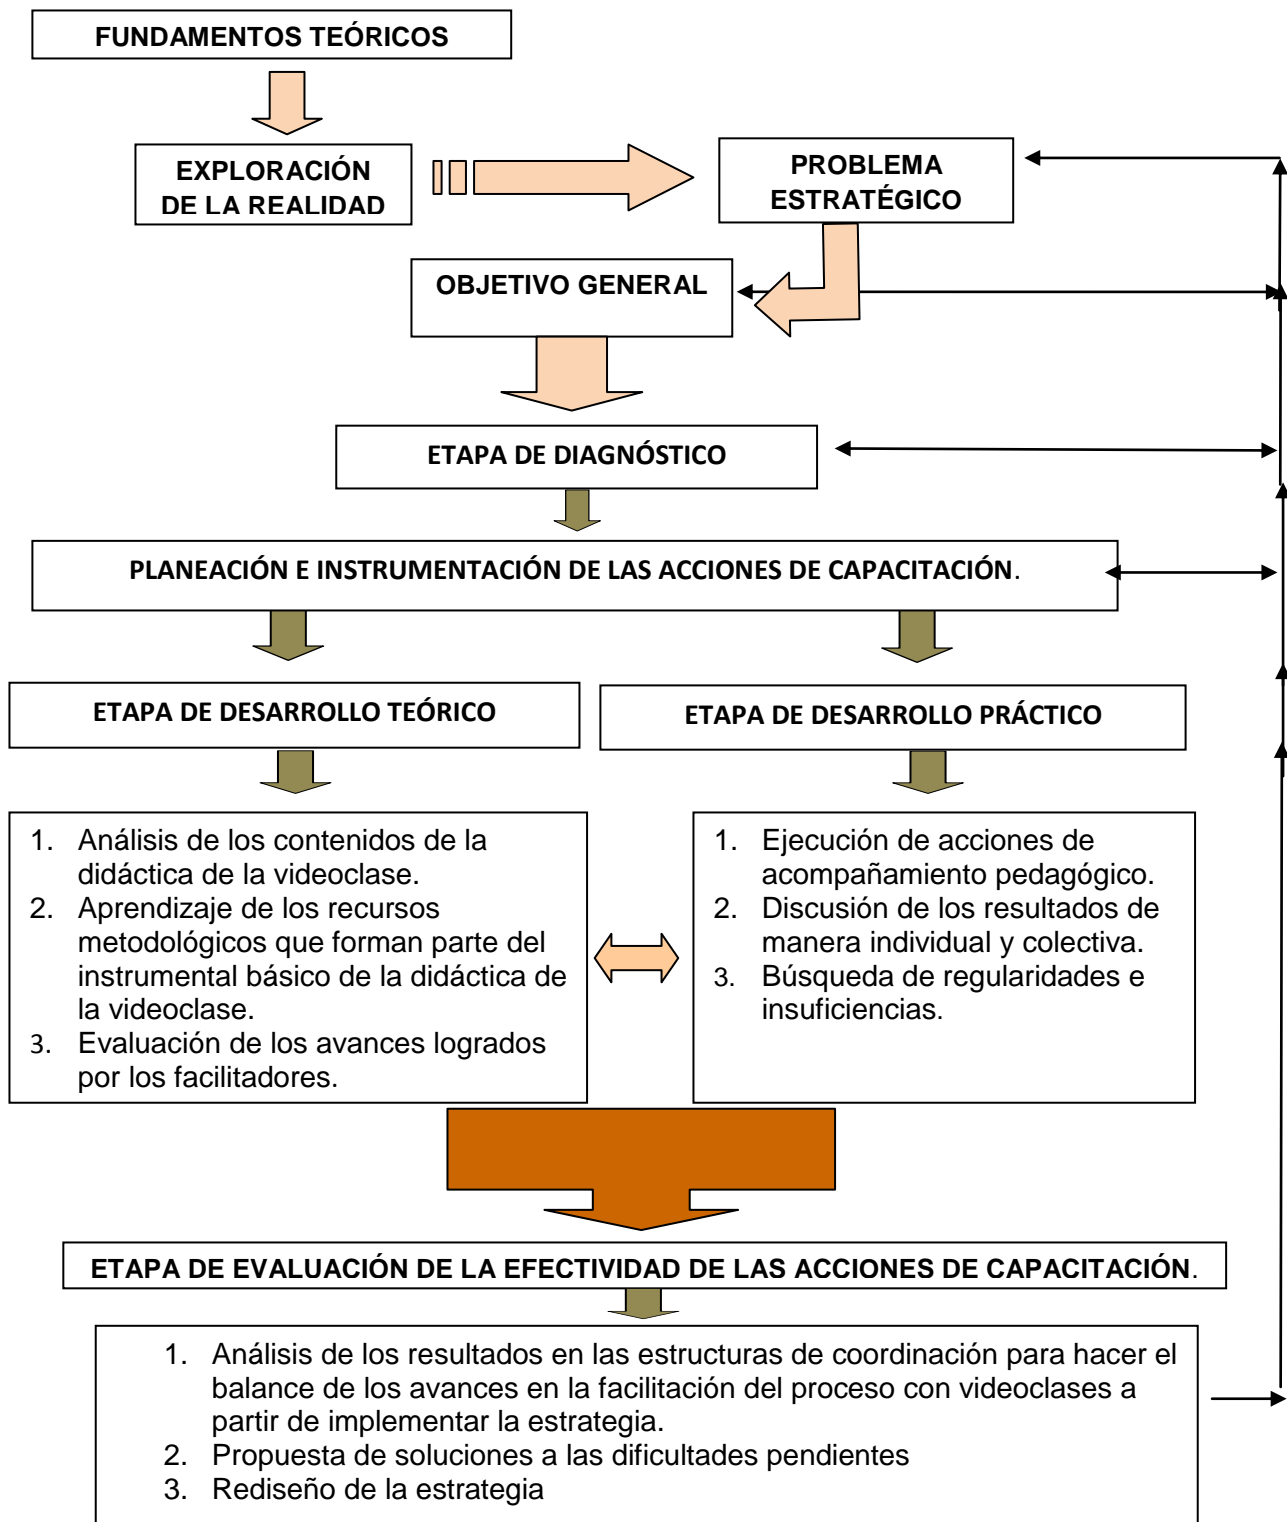 FUNDAMENTOS TEÓRICOS
EXPLORACIÓN
DE LA REALIDAD
PROBLEMA
ESTRATÉGICO
OBJETIVO GENERAL
ETAPA DE DIAGNÓSTICO
PLANEACIÓN E INSTRUMENTACIÓN DE LAS ACCIONES DE CAPACITACIÓN.
ETAPA DE DESARROLLO TEÓRICO
ETAPA DE DESARROLLO PRÁCTICO
1. Análisis de los contenidos de la
didáctica de la videoclase.
2. Aprendizaje de los recursos
metodológicos que forman parte del
instrumental básico de la didáctica de
la videoclase.
3. Evaluación de los avances logrados
por los facilitadores.
1. Ejecución de acciones de
acompañamiento pedagógico.
2. Discusión de los resultados de
manera individual y colectiva.
3. Búsqueda de regularidades e
insuficiencias.
ETAPA DE EVALUACIÓN DE LA EFECTIVIDAD DE LAS ACCIONES DE CAPACITACIÓN.
1. Análisis de los resultados en las estructuras de coordinación para hacer el
balance de los avances en la facilitación del proceso con videoclases a
partir de implementar la estrategia.
2. Propuesta de soluciones a las dificultades pendientes
3. Rediseño de la estrategia